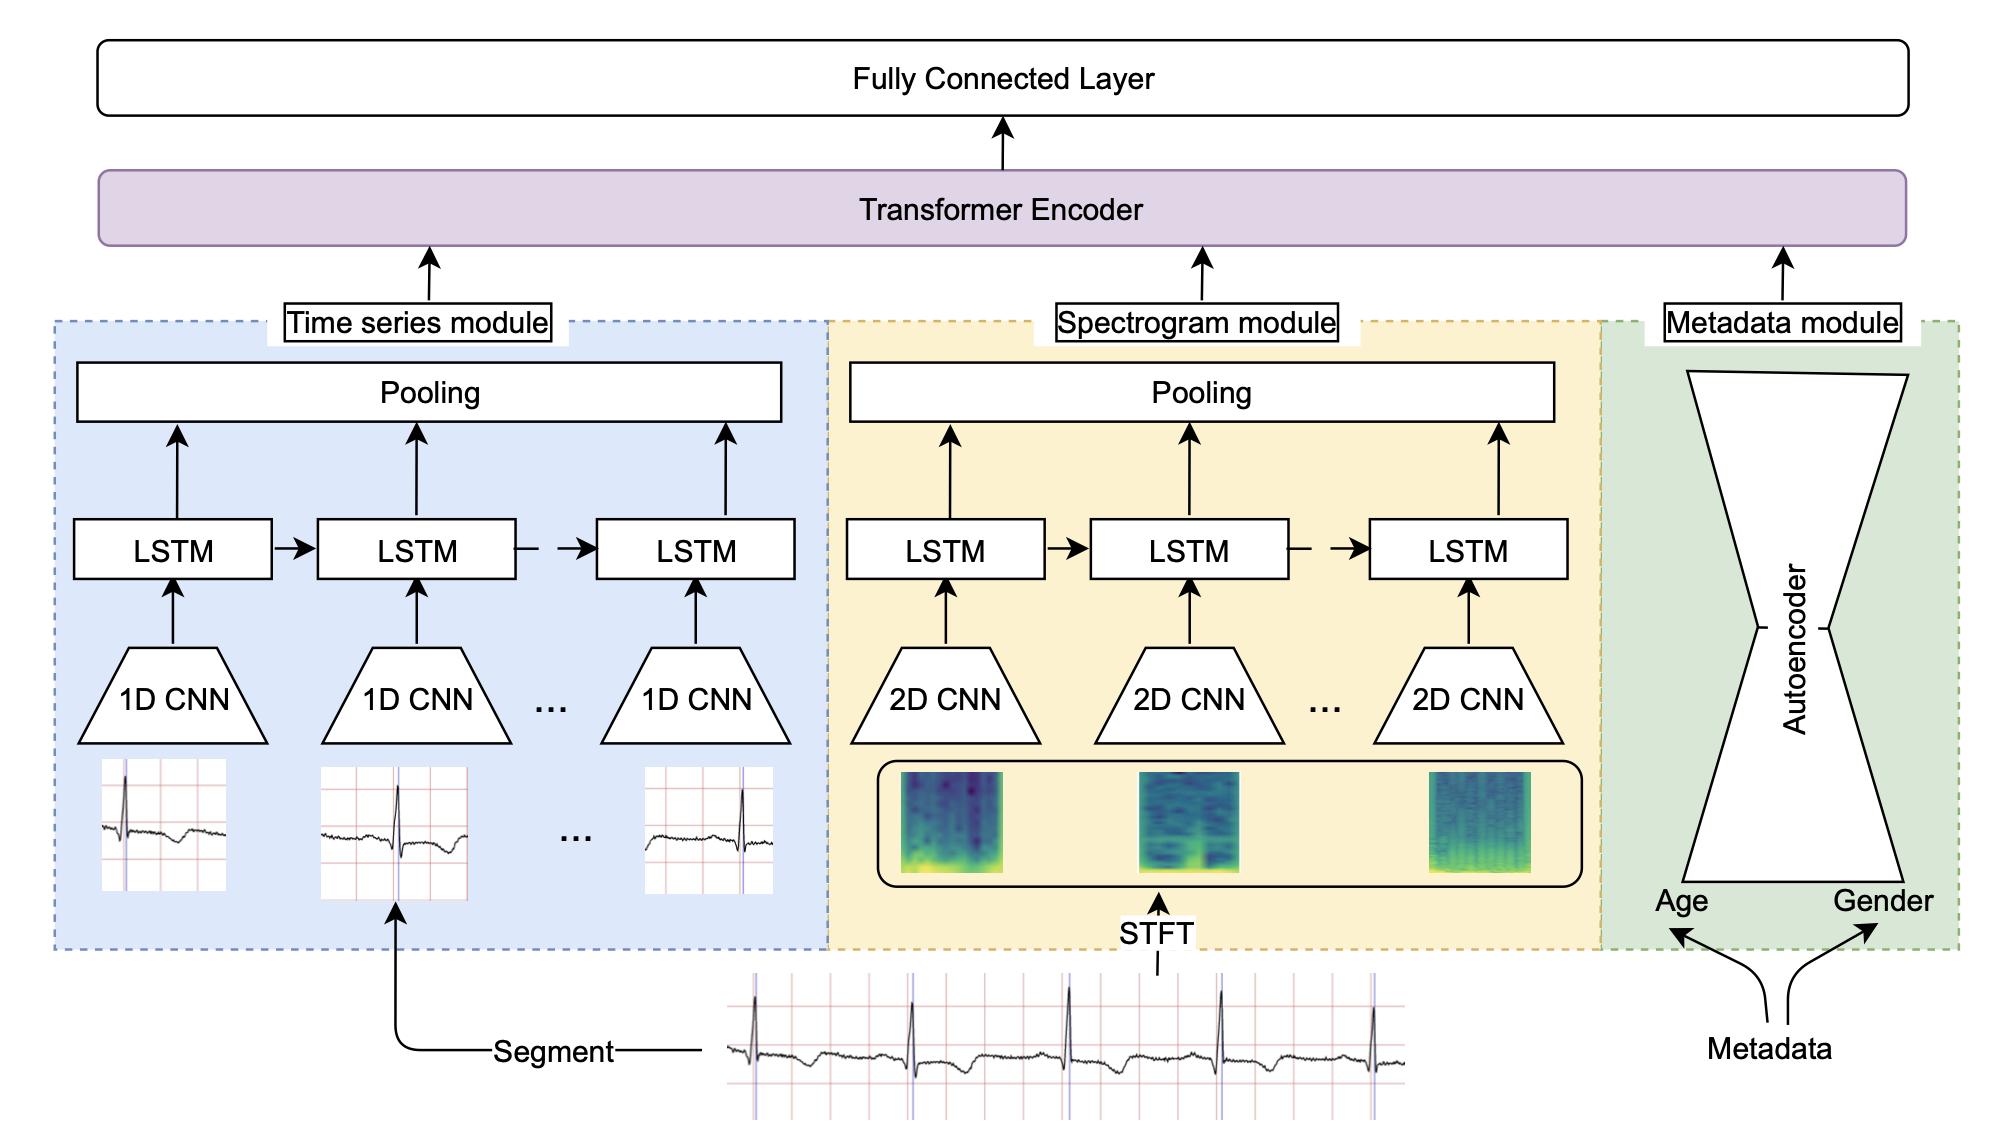 Fully Connected Layer
Transformer Encoder
Time series module
Spectrogram module
Metadata module
Pooling
Pooling
LSTM
LSTM
LSTM
LSTM
LSTM
LSTM
1D CNN
1D CNN
...
1D CNN
2D CNN
2D CNN
...
2D CNN
Autoencoder
...
Age
Gender
STFT
Segment
Metadata